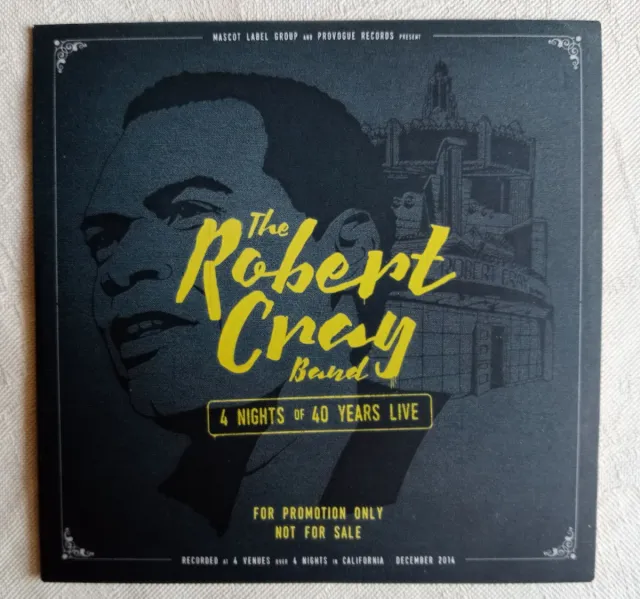 MASCOT LABEL GROUP AND PROVOGUE RECORDS PRESENT
The
Robert
Cray
Band
4 NIGHTS OF 40 YEARS LIVE
FOR PROMOTION ONLY
NOT FOR SALE
RECORDED AT 4 VENUES OVER 4 NIGHTS IN CALIFORNIA DECEMBER 2014